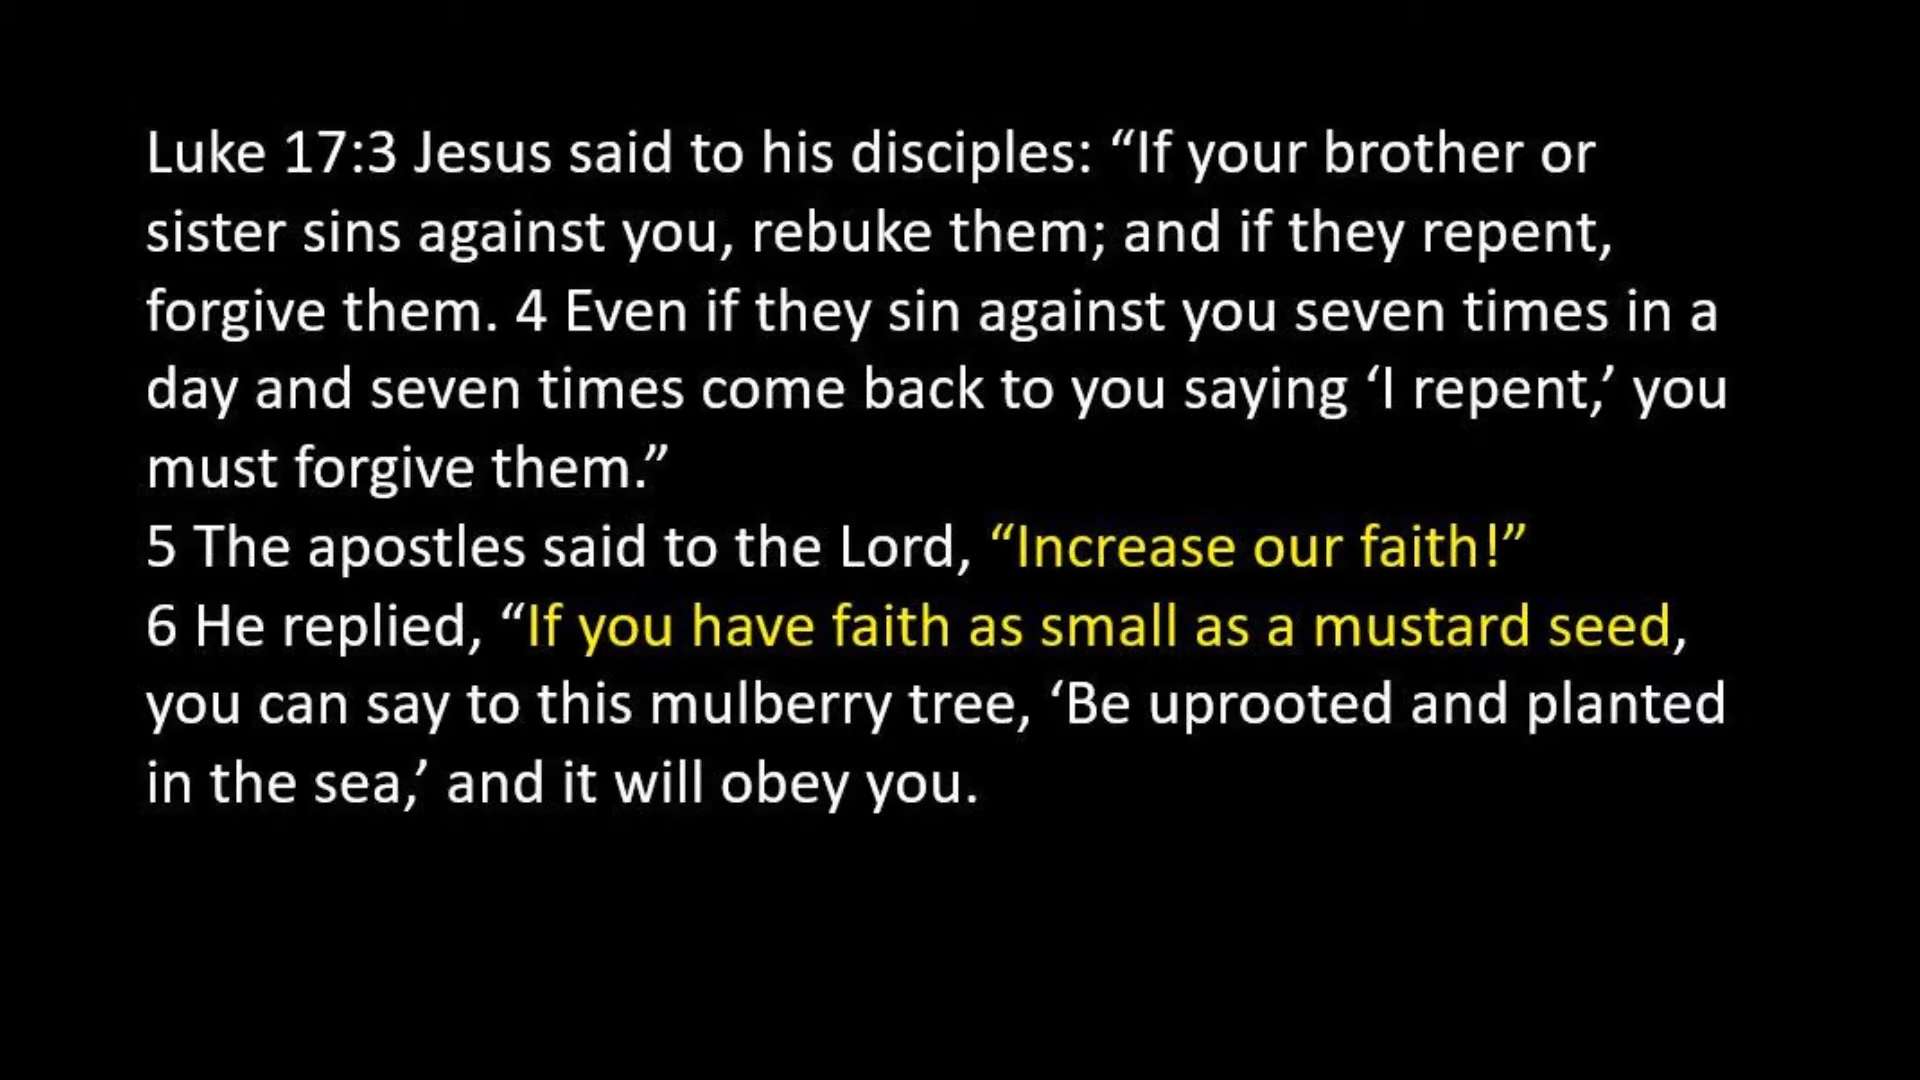 Luke 17:3 Jesus said to his disciples: “If your brother or
sister sins against you, rebuke them; and if they repent,
forgive them. 4 Even if they sin against you seven times in a
day and seven times come back to you saying ‘I repent,’ you
must forgive them.”
5 The apostles said to the Lord, “Increase our faith!”
6 He replied, “If you have faith as small as a mustard seed,
you can say to this mulberry tree, ‘Be uprooted and planted
in the sea,’ and it will obey you.